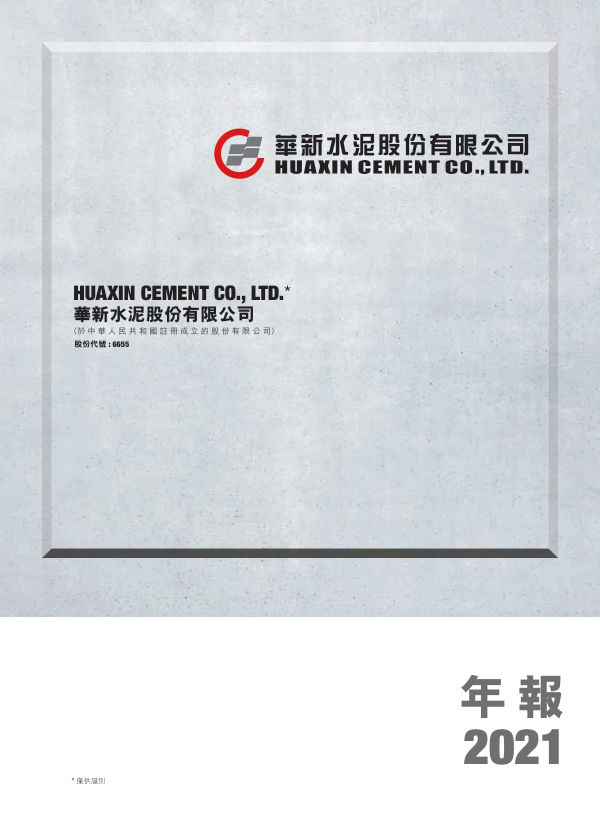 華新水泥股份有限公司
HUAXIN CEMENT CO., LTD.
HUAXIN CEMENT CO., LTD.*
華新水泥股份有限公司
(於中華人民共和國註冊成立的股份有限公司)
股份代號 : 6655
年報
2021
* 僅供識別